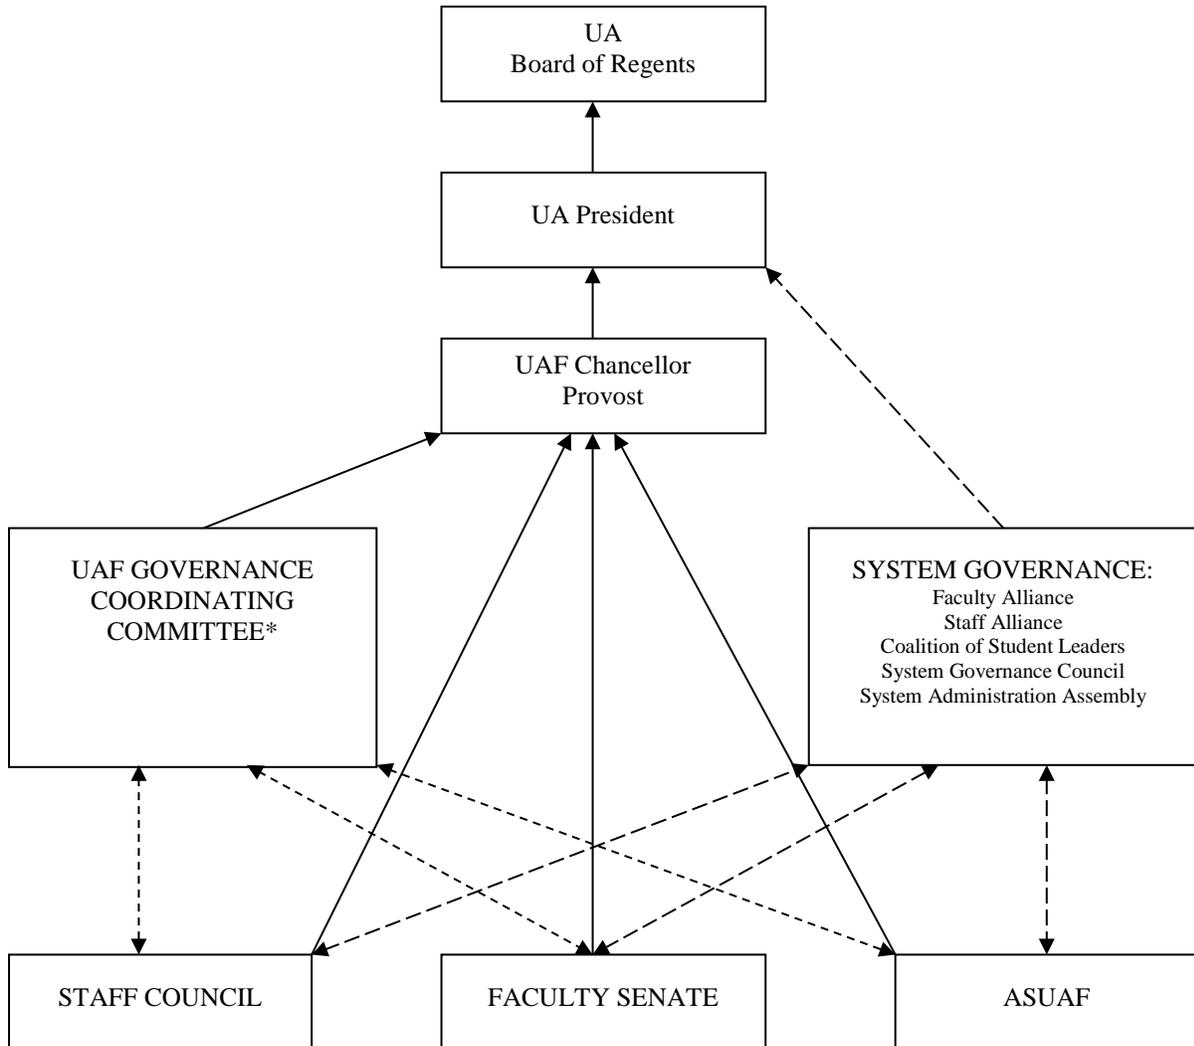 UA
Board of Regents
UA President
UAF Chancellor
Provost
UAF GOVERNANCE
COORDINATING
COMMITTEE*
SYSTEM GOVERNANCE:
Faculty Alliance
Staff Alliance
Coalition of Student Leaders
System Governance Council
System Administration Assembly
STAFF COUNCIL
FACULTY SENATE
ASUAF